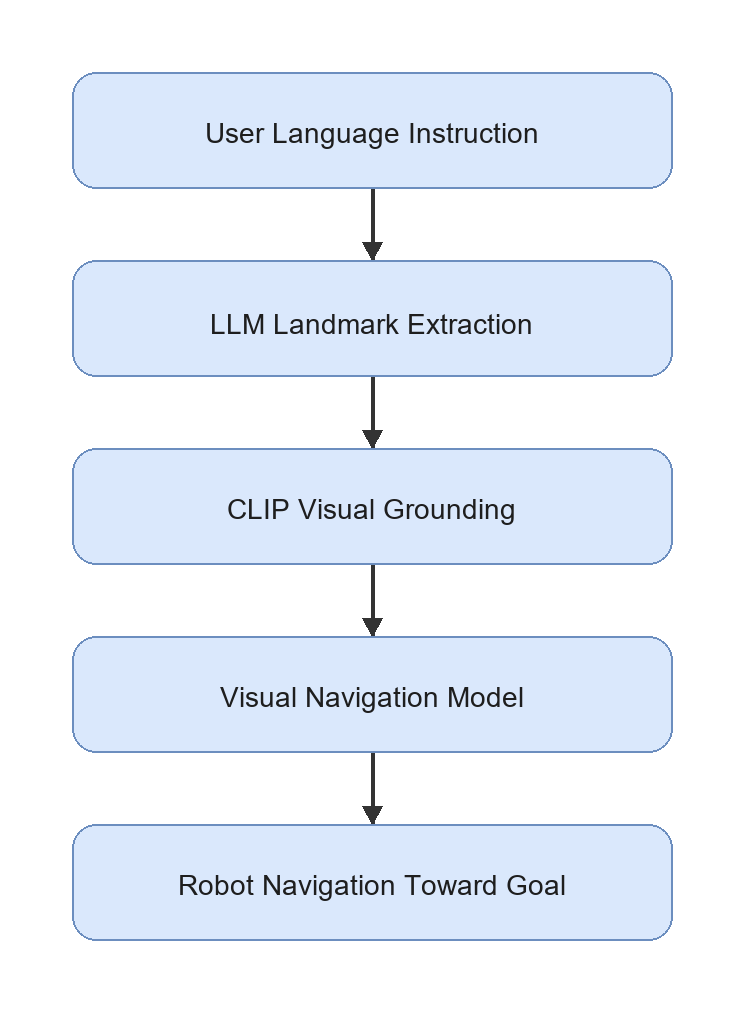 User Language Instruction
LLM Landmark Extraction
CLIP Visual Grounding
Visual Navigation Model
Robot Navigation Toward Goal